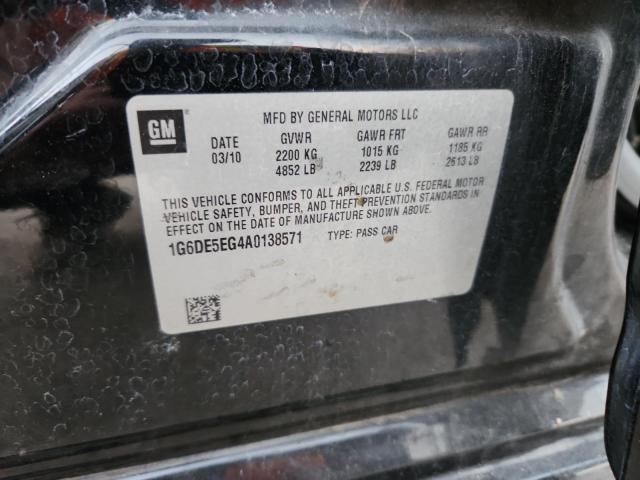 GM
MFD BY GENERAL MOTORS LLC
DATE GVWR GAWR FRT GAWR RR
03/10 2200 KG 1015 KG 1185 KG
4852 LB 2239 LB 2613 LB
THIS VEHICLE CONFORMS TO ALL APPLICABLE U.S. FEDERAL MOTOR
VEHICLE SAFETY, BUMPER, AND THEFT PREVENTION STANDARDS IN
EFFECT ON THE DATE OF MANUFACTURE SHOWN ABOVE.
1G6DE5EG4A0138571 TYPE: PASS CAR